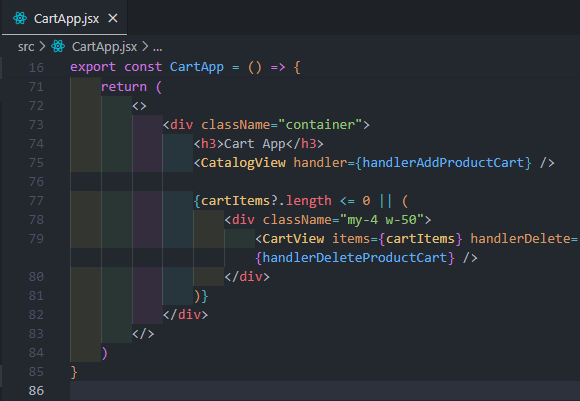 CartApp.jsx ×
src > CartApp.jsx > ...
16 export const CartApp = () => {
71 return (
72 <>
73 <div className="container">
74 <h3>Cart App</h3>
75 <CatalogView handler={handlerAddProductCart} />
76
77 {cartItems?.length <= 0 || (
78 <div className="my-4 w-50">
79 <CartView items={cartItems} handlerDelete=
{handlerDeleteProductCart} />
80 </div>
81 )}
82 </div>
83 </>
84 )
85 }
86